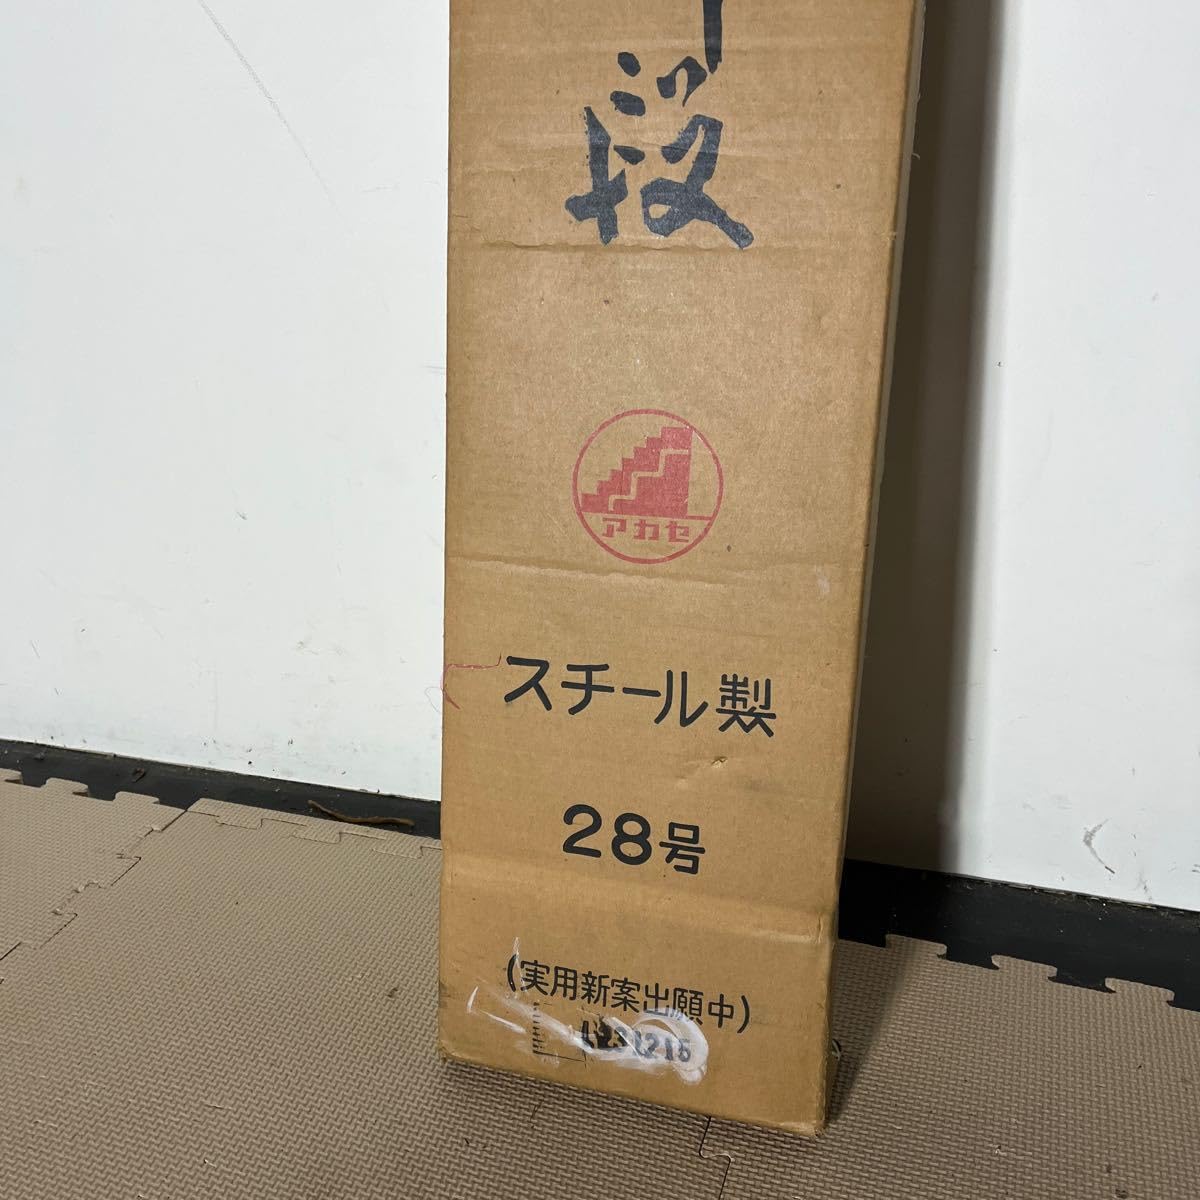 段
アカセ
スチール製
28号
(実用新案出願中)